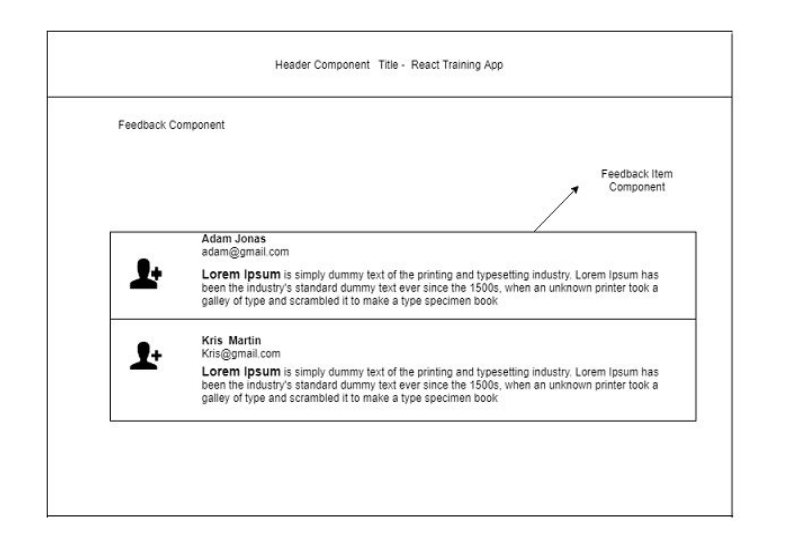 Header Component Title - React Training App
Feedback Component
Feedback Item
Component
Adam Jonas
adam@gmail.com
Lorem Ipsum is simply dummy text of the printing and typesetting industry. Lorem Ipsum has
been the industry's standard dummy text ever since the 1500s, when an unknown printer took a
galley of type and scrambled it to make a type specimen book
Kris Martin
Kris@gmail.com
Lorem Ipsum is simply dummy text of the printing and typesetting industry. Lorem Ipsum has
been the industry's standard dummy text ever since the 1500s, when an unknown printer took a
galley of type and scrambled it to make a type specimen book